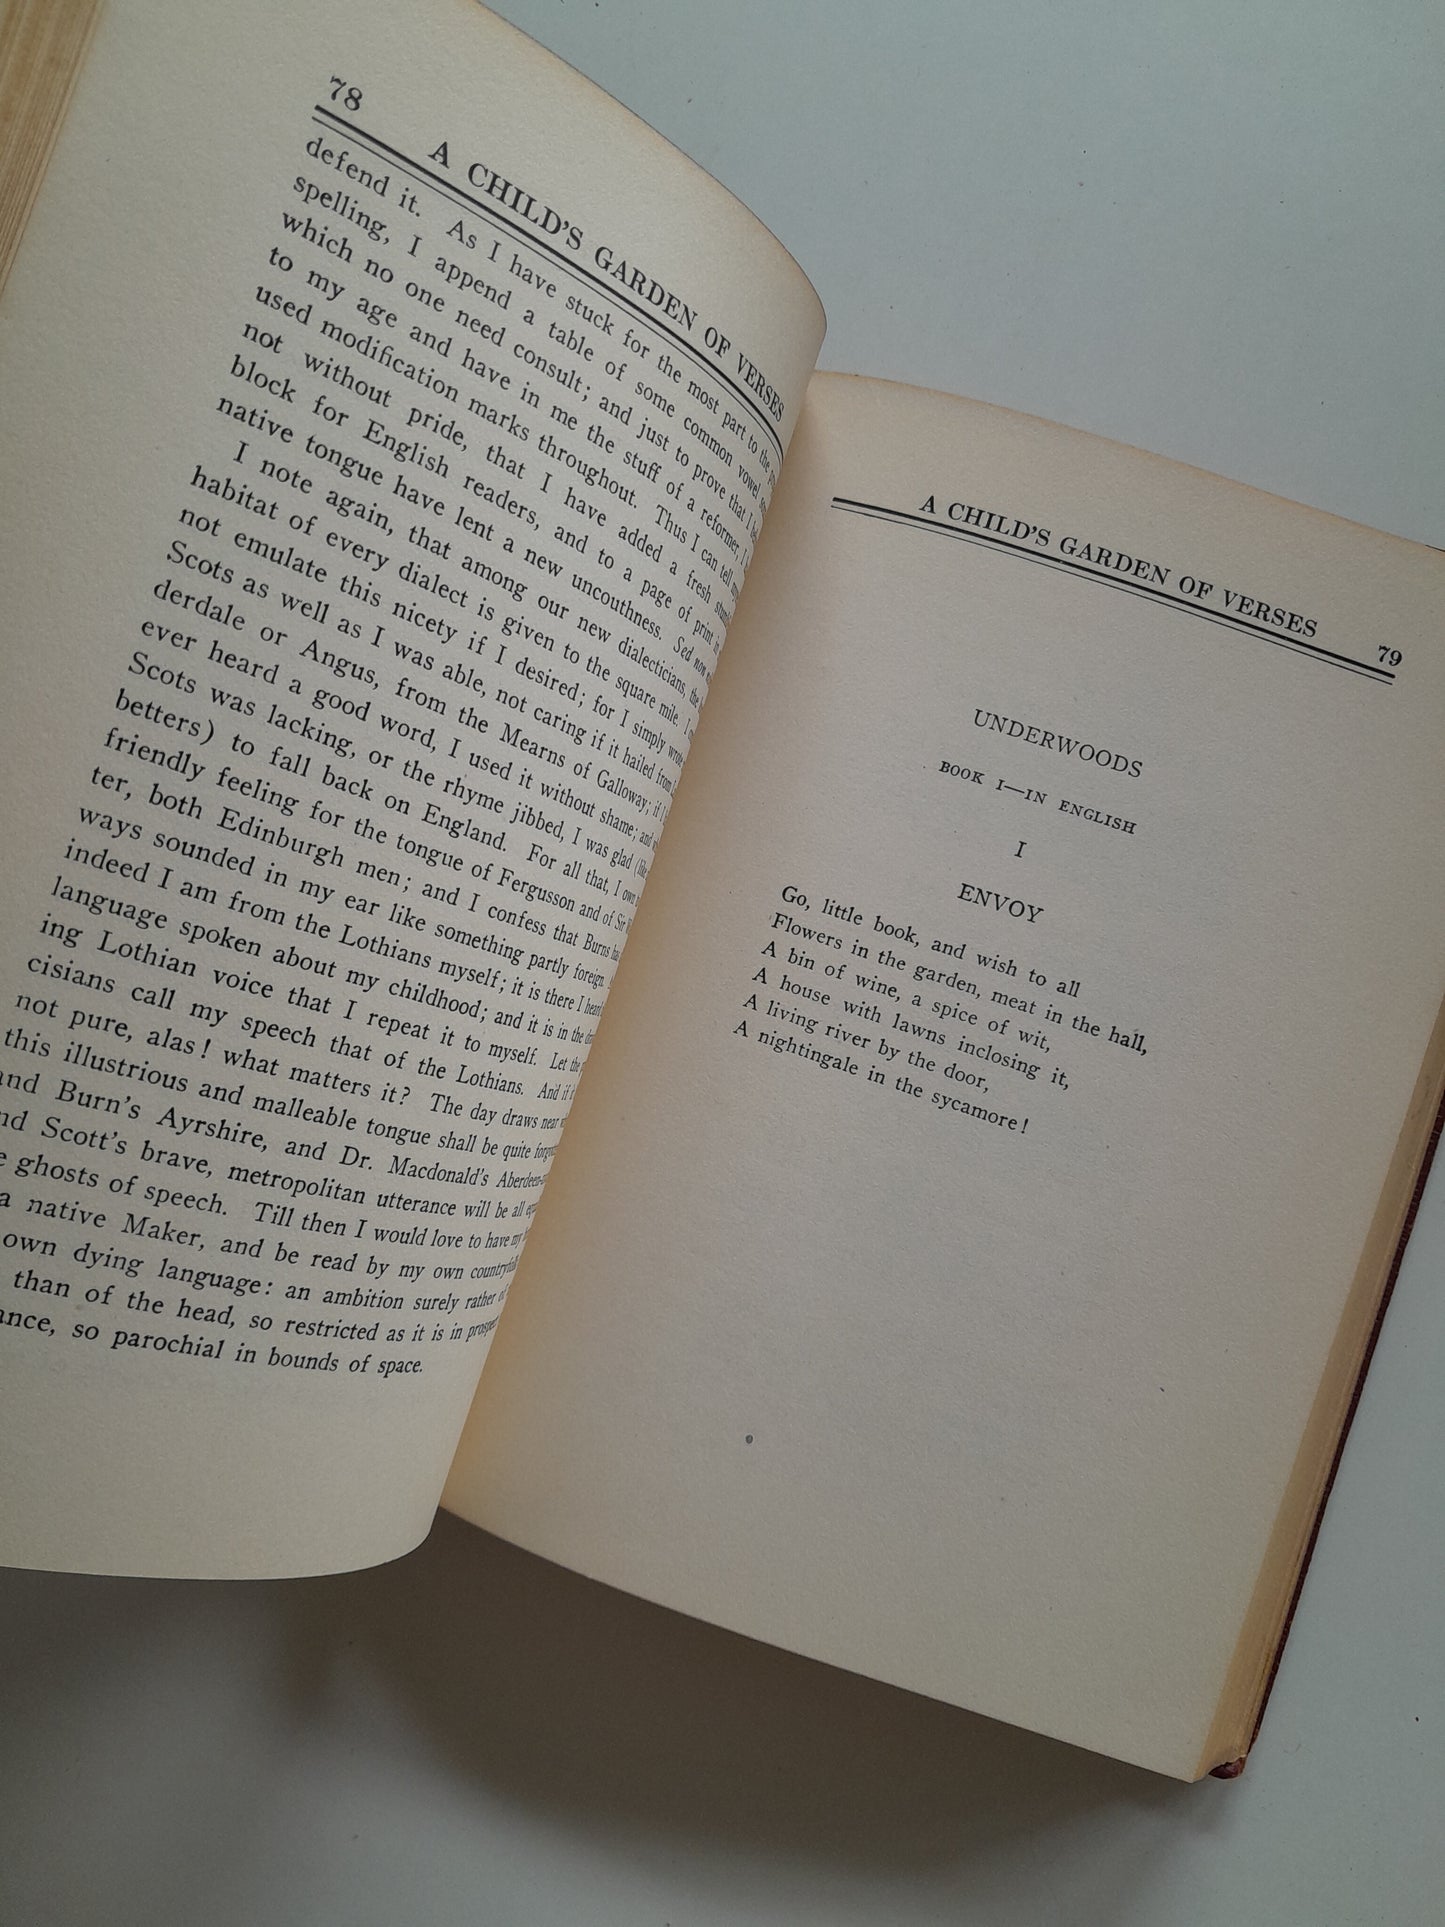 78
A CHILD'S GARDEN OF VERSES
defend it. As I have stuck for the most part to the
spelling, I append a table of some common vowel
which no one need consult; and just to prove that I
to my age and have in me the stuff of a reformer, I
used modification marks throughout. Thus I can tell
not without pride, that I have added a fresh
block for English readers, and to a page of print in
native tongue have lent a new uncouthness. Sed non
I note again, that among our new dialecticians, the
habitat of every dialect is given to the square mile. I
not emulate this nicety if I desired; for I simply wrote
Scots as well as I was able, not caring if it hailed from
derdale or Angus, from the Mearns of Galloway; if I
ever heard a good word, I used it without shame; and
Scots was lacking, or the rhyme jibbed, I was glad (like
betters) to fall back on England. For all that, I own
friendly feeling for the tongue of Fergusson and of Sir
ter, both Edinburgh men; and I confess that Burns has
ways sounded in my ear like something partly foreign.
indeed I am from the Lothians myself; it is there I heard
language spoken about my childhood; and it is in the
ing Lothian voice that I repeat it to myself. Let the
cisians call my speech that of the Lothians. And if it
not pure, alas! what matters it? The day draws near
this illustrious and malleable tongue shall be quite
and Burn's Ayrshire, and Dr. Macdonald's
Scott's brave, metropolitan utterance will be all
ghosts of speech. Till then I would love to have my
a native Maker, and be read by my own
own dying language: an ambition surely rather of
than of the head, so restricted as it is in
so parochial in bounds of space.
A CHILD'S GARDEN OF VERSES
79
UNDERWOODS
BOOK I—IN ENGLISH
I
ENVOY
Go, little book, and wish to all
Flowers in the garden, meat in the hall,
A bin of wine, a spice of wit,
A house with lawns inclosing it,
A living river by the door,
A nightingale in the sycamore!